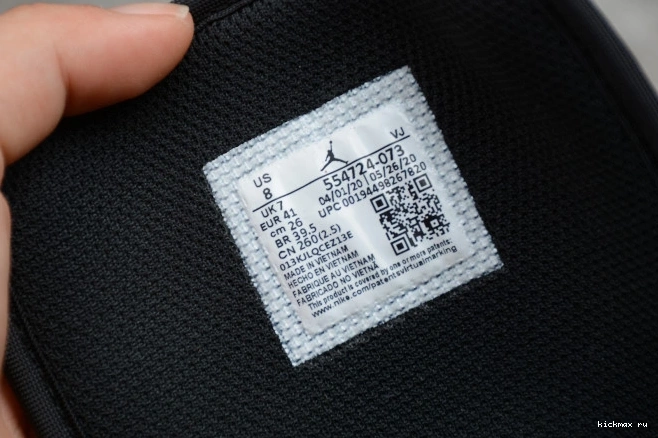 US
8
VJ
554724-073
04/01/20 | 05/26/20
UPC 00194498267820
UK 7
EUR 41
cm 26
BR 39.5
CN 260(2.5)
013KJLQCEZ13E
MADE IN VIETNAM
HECHO EN VIETNAM
FABRIQUE AU VIETNAM
FABRICADO NO VIETNA
This product is covered by one or more patents:
www.nike.com/patentsvirtualmarking
kickmax ru